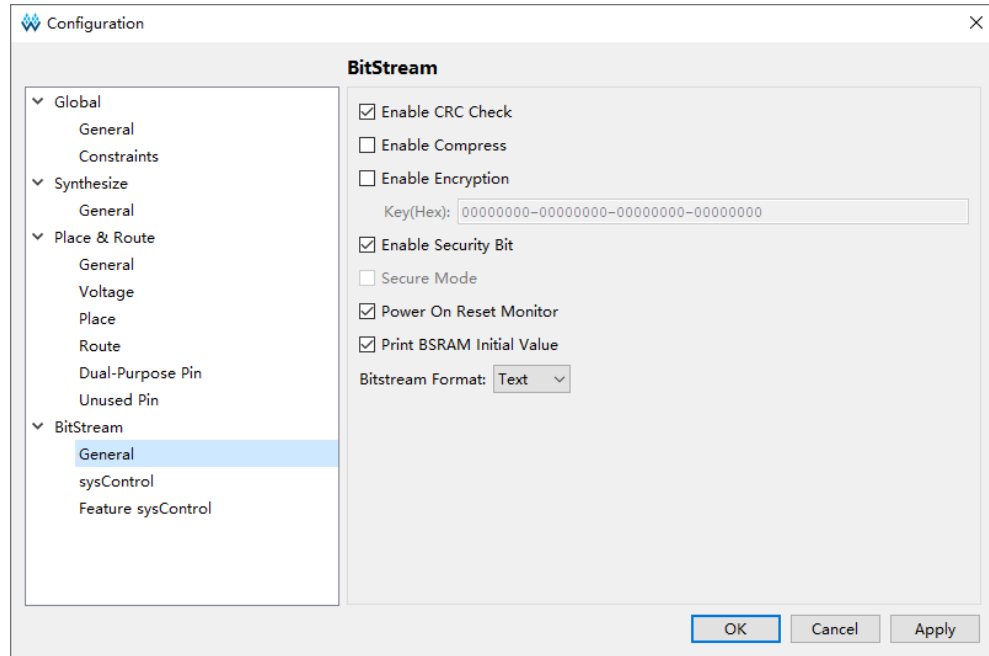 Configuration
BitStream
Global
General
Constraints
Synthesize
General
Place & Route
General
Voltage
Place
Route
Dual-Purpose Pin
Unused Pin
BitStream
General
sysControl
Feature sysControl
Enable CRC Check
Enable Compress
Enable Encryption
Key(Hex): 00000000-00000000-00000000-00000000
Enable Security Bit
Secure Mode
Power On Reset Monitor
Print BSRAM Initial Value
Bitstream Format: Text
OK Cancel Apply